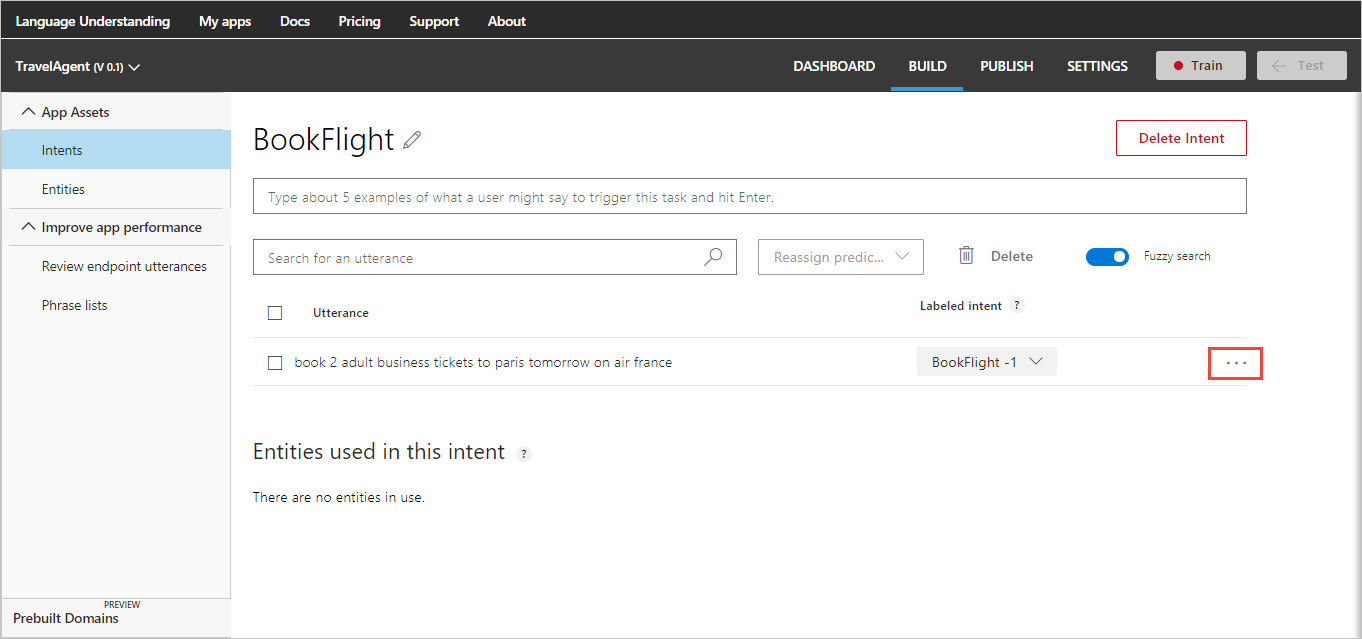 Language Understanding My apps Docs Pricing Support About
TravelAgent (V 0.1) DASHBOARD BUILD PUBLISH SETTINGS Train Test
App Assets
Intents
Entities
Improve app performance
Review endpoint utterances
Phrase lists
PREVIEW
Prebuilt Domains
BookFlight Delete Intent
Type about 5 examples of what a user might say to trigger this task and hit Enter.
Search for an utterance Reassign predic... Delete Fuzzy search
Utterance Labeled intent ?
book 2 adult business tickets to paris tomorrow on air france BookFlight -1 ...
Entities used in this intent ?
There are no entities in use.